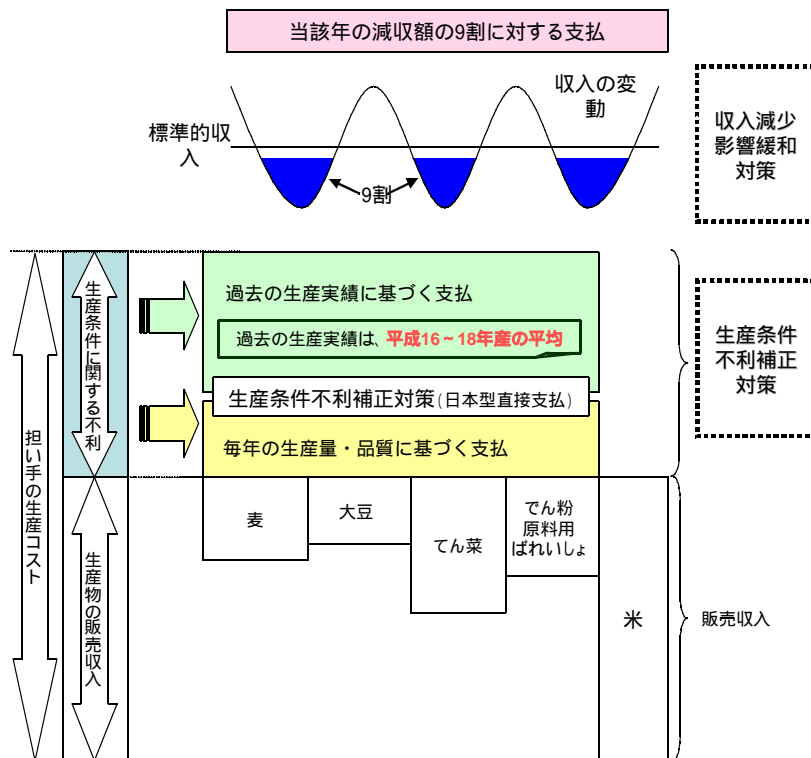 当該年の減収額の9割に対する支払
収入の変
動
標準的収
入
9割
収入減少
影響緩和
対策
過去の生産実績に基づく支払
過去の生産実績は、平成16~18年産の平均
生産条件不利補正対策(日本型直接支払)
毎年の生産量・品質に基づく支払
生産条件
不利補正
対策
担い手の生産コスト
生産条件に関する不利
生産物の販売収入
麦
大豆
てん菜
でん粉
原料用
ばれいしょ
米
販売収入